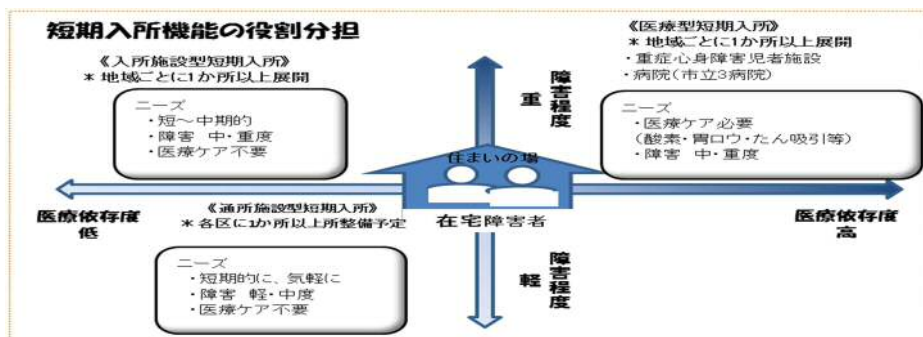 短期入所機能の役割分担
《入所施設型短期入所》
＊地域ごとに1か所以上展開
ニーズ
・短～中期的
・障害　中・重度
・医療ケア不要
《医療型短期入所》
＊地域ごとに1か所以上展開
・重症心身障害児者施設
・病院(市立3病院)
ニーズ
・医療ケア必要
(酸素・胃ロウ・たん吸引等)
・障害　中・重度
障害程度
重
住まいの場
在宅障害者
医療依存度
低
医療依存度
高
《通所施設型短期入所》
＊各区に1か所以上所整備予定
ニーズ
・短期的に、気軽に
・障害　軽・中度
・医療ケア不要
障害程度
軽